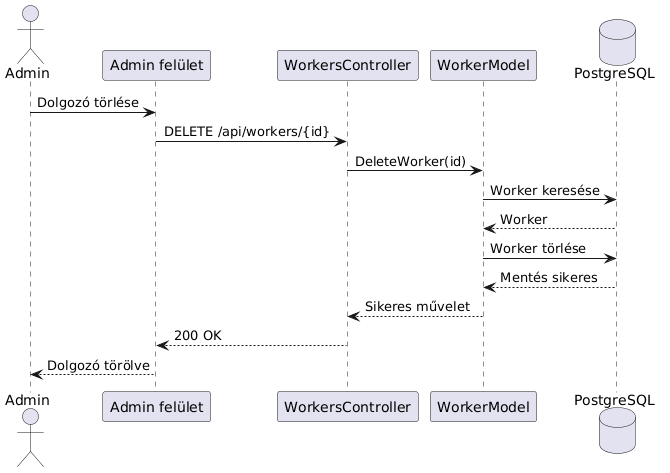 Admin
Admin felület
WorkersController
WorkerModel
PostgreSQL
Dolgozó törlése
DELETE /api/workers/{id}
DeleteWorker(id)
Worker keresése
Worker
Worker törlése
Mentés sikeres
Sikeres művelet
200 OK
Dolgozó törölve
Admin
Admin felület
WorkersController
WorkerModel
PostgreSQL